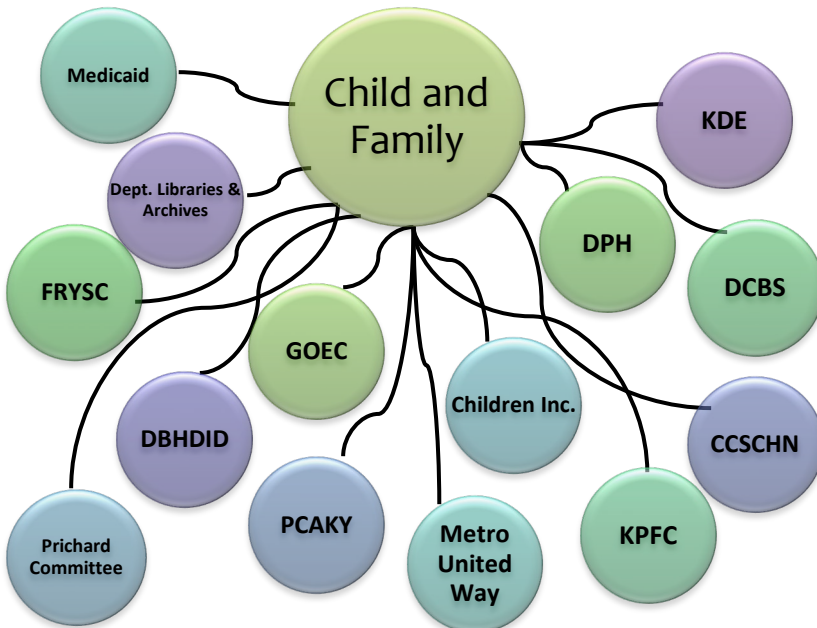 Child and
Family
Medicaid
KDE
Dept. Libraries &
Archives
DPH
FRYSC
DCBS
GOEC
Children Inc.
DBHDID
CCSCHN
PCAKY
KPFC
Metro
United
Way
Prichard
Committee